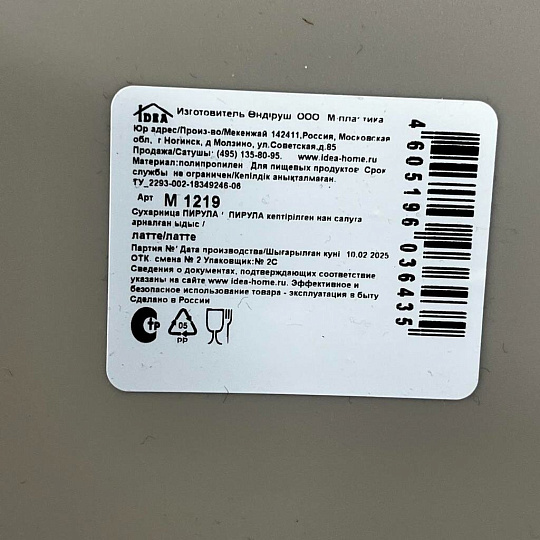 IDEA
Изготовитель Өндіруш ООО М-пластика
Юр адрес/Произ-во/Мекенжай 142411,Россия, Московская
обл, г Ногинск, д Молзино, ул.Советская, д.85
Продажа/Сатушы: (495) 135-80-95. www.idea-home.ru
Материал:полипропилен Для пищевых продуктов Срок
службы не ограничен/Кепілдік анықталмаған.
ТУ_2293-002-18349246-06
Арт М 1219
Сухарница ПИРУЛА ' ПИРУЛА кептірілген нан салуға
арналған ыдыс /
латте/латте
Партия №' Дата производства/Шығарылған күні 10.02 2025
ОТК смена № 2 Упаковщик:№ 2С
Сведения о документах, подтверждающих соответствие
указаны на сайте www.idea-home.ru. Эффективное и
безопасное использование товара - эксплуатация в быту
Сделано в России
05
PP
4 605196 036435